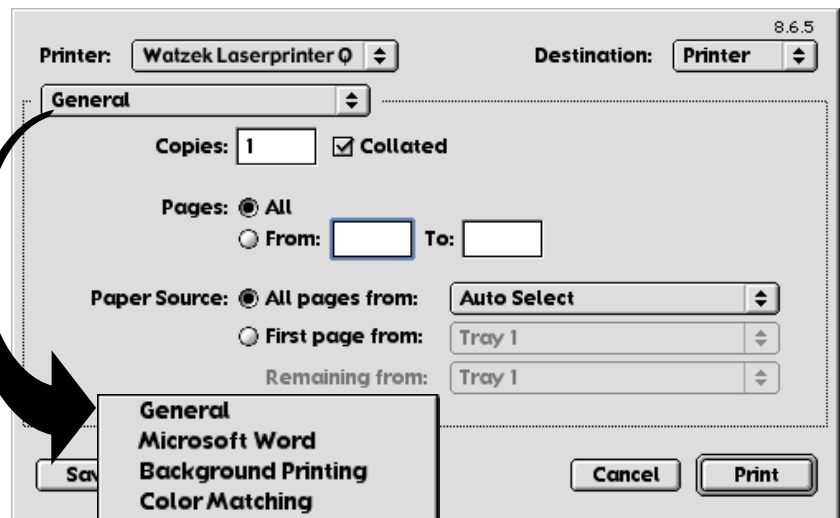 8.6.5
Printer: Watzek Laserprinter Q Destination: Printer
General
Copies: 1 Collated
Pages: All
From: To:
Paper Source: All pages from: Auto Select
First page from: Tray 1
Remaining from: Tray 1
General
Microsoft Word
Sav Background Printing Cancel Print
Color Matching